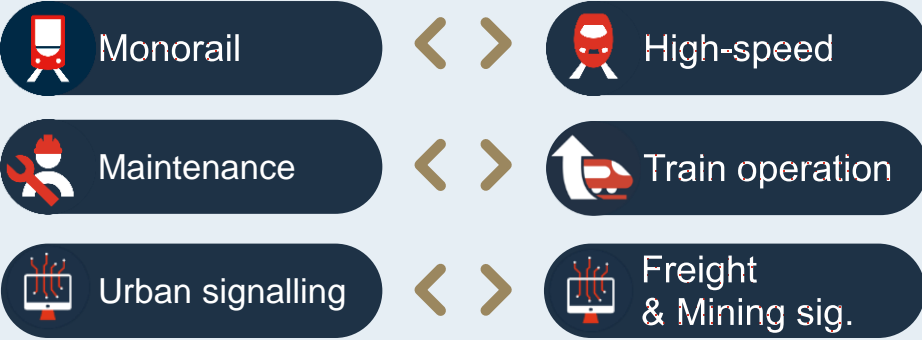 Monorail
High-speed
Maintenance
Train operation
Urban signalling
Freight
& Mining sig.